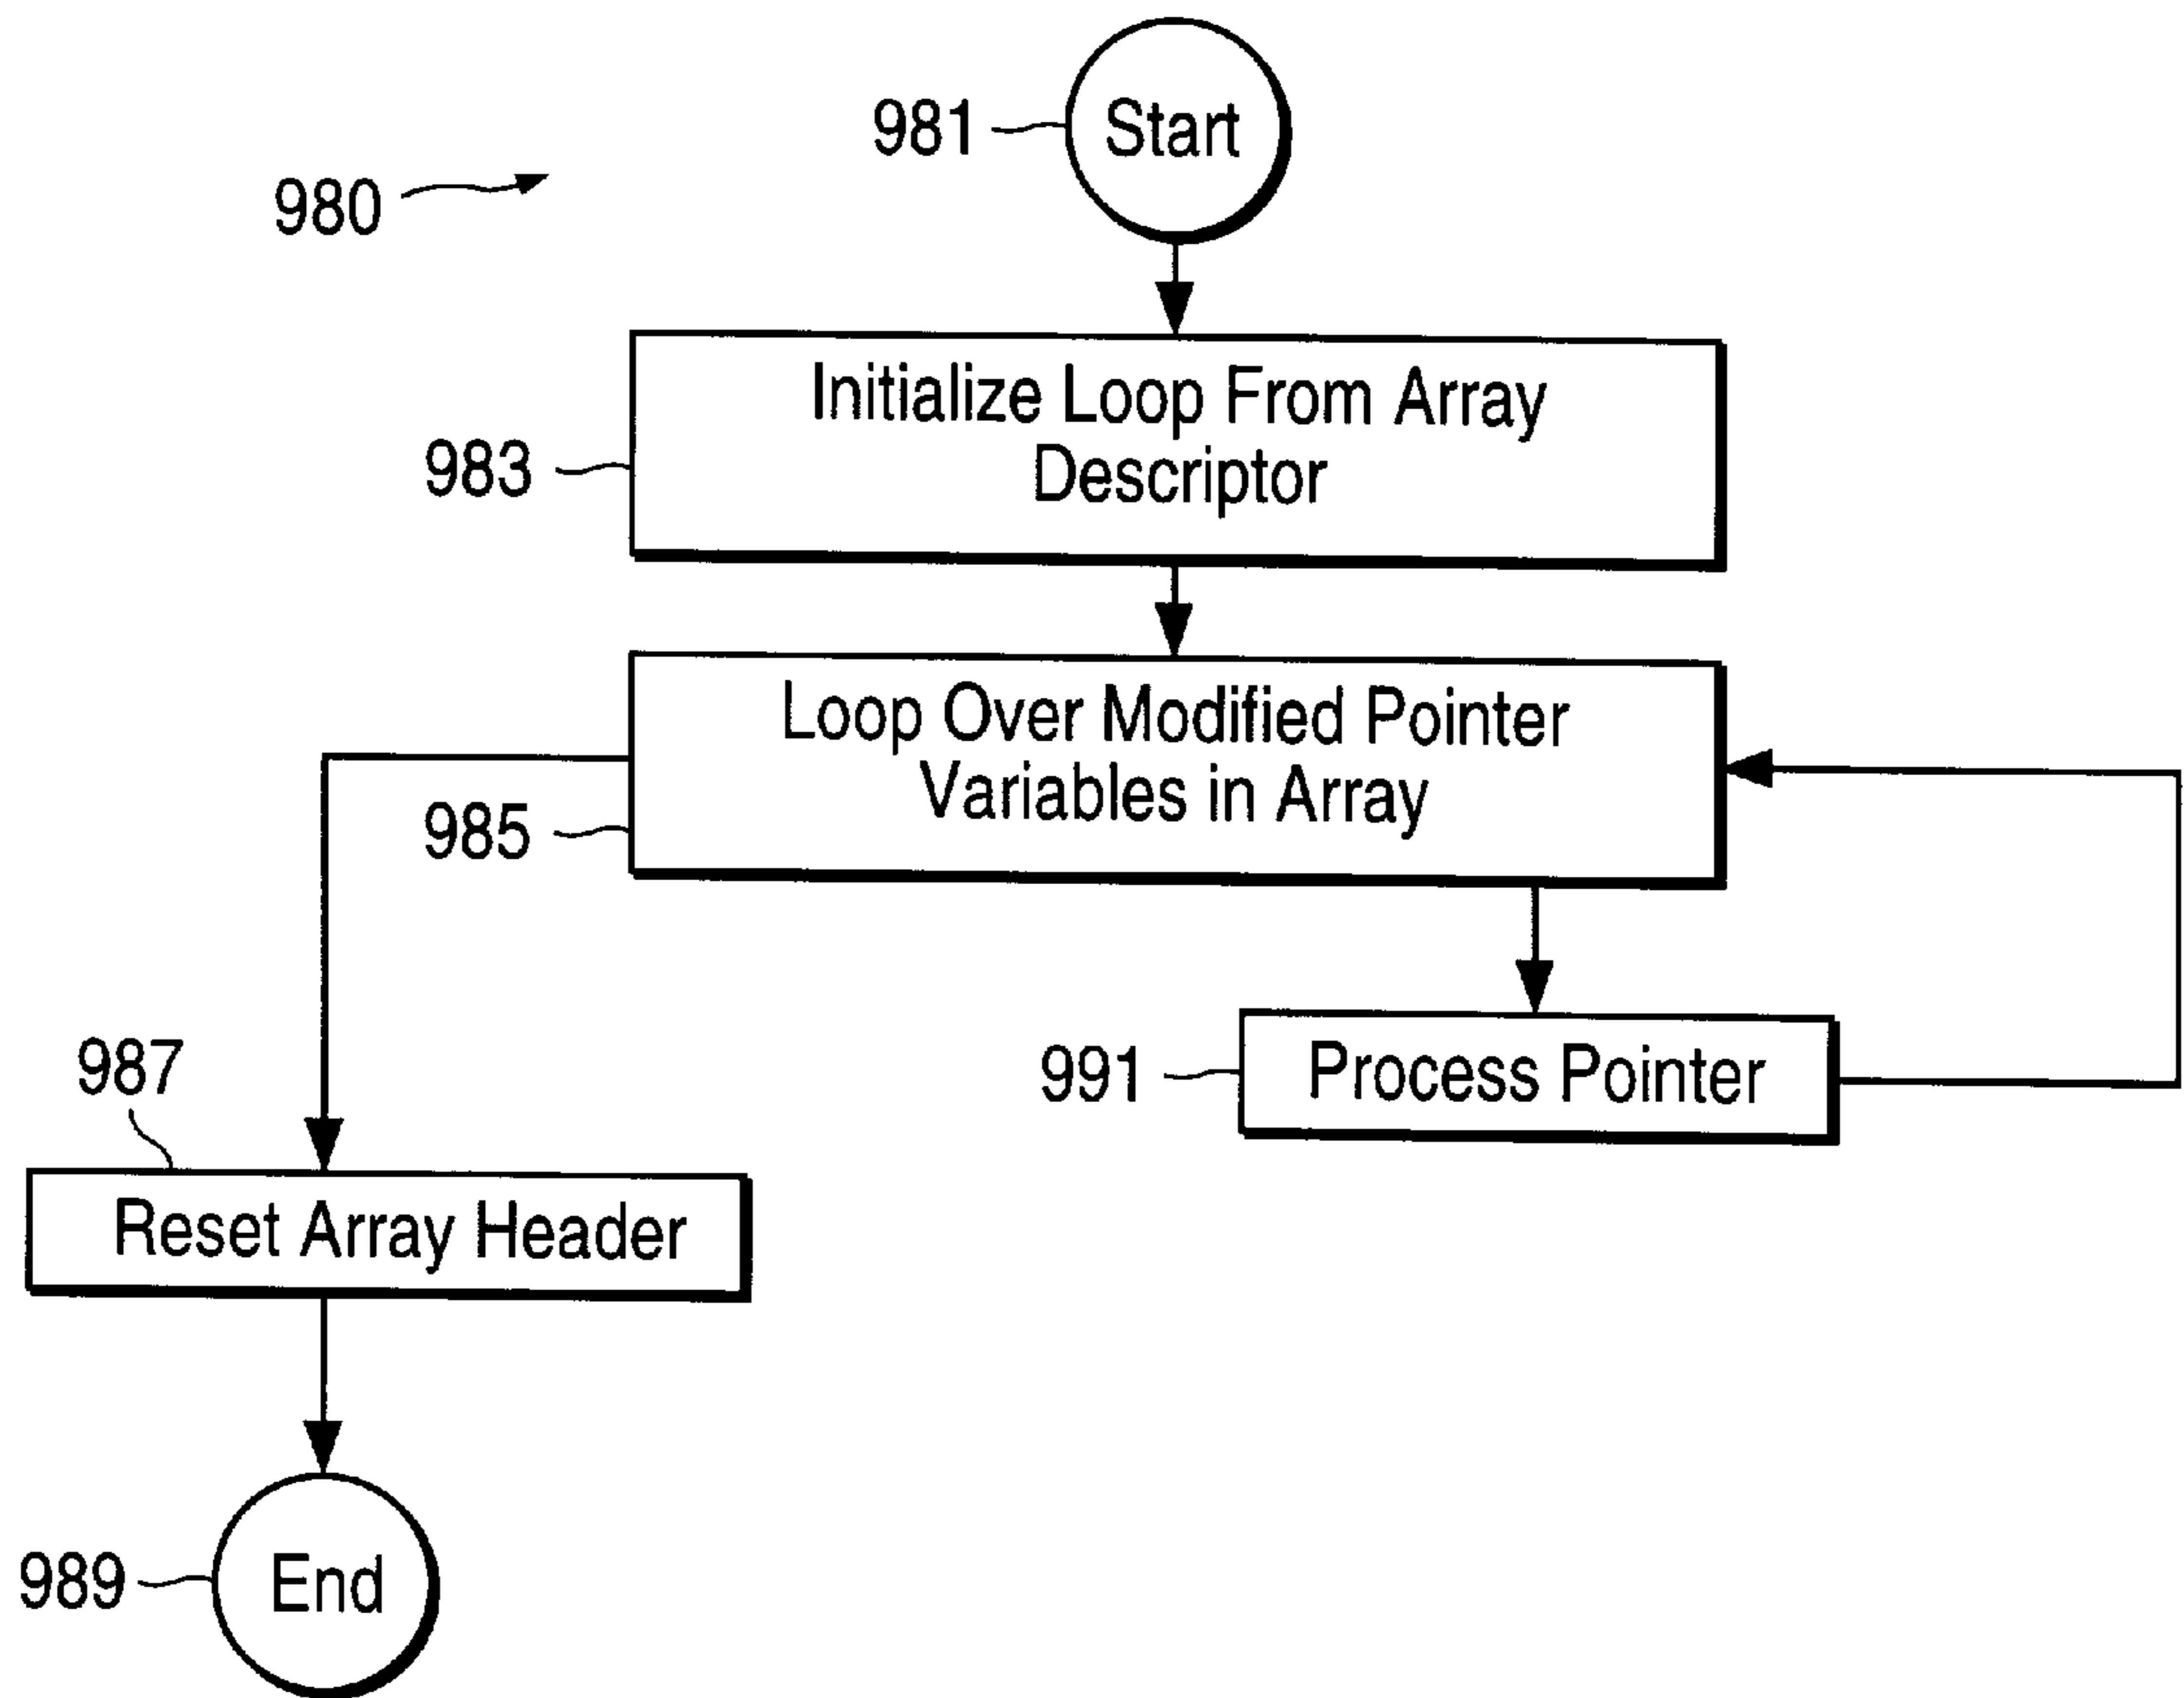 981
Start
980
Initialize Loop From Array
Descriptor
983
Loop Over Modified Pointer
Variables in Array
985
987
991
Process Pointer
Reset Array Header
989
End